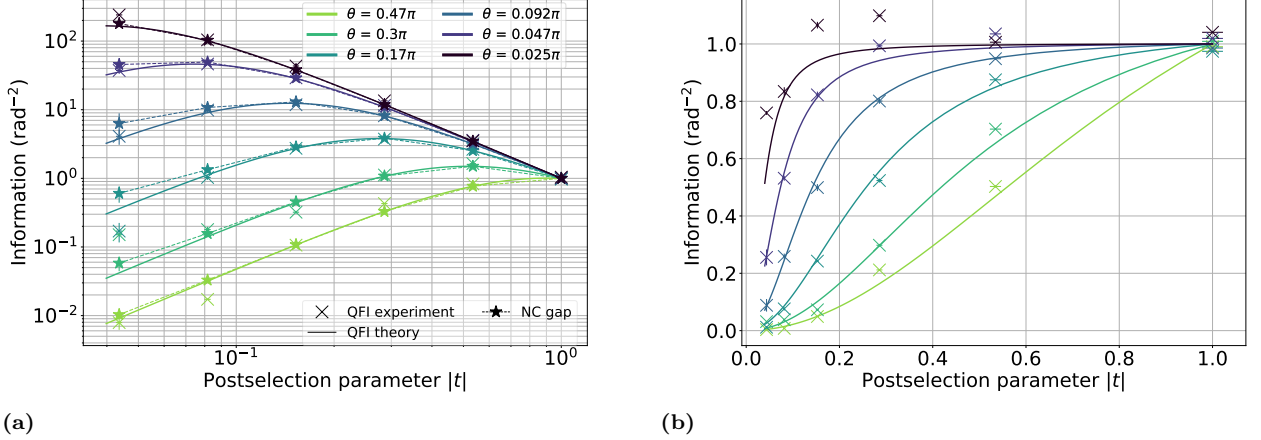 Information (rad⁻²)
10²
10¹
10⁰
10⁻¹
10⁻²
θ = 0.47π
θ = 0.3π
θ = 0.17π
θ = 0.092π
θ = 0.047π
θ = 0.025π
QFI experiment
QFI theory
NC gap
10⁻¹
10⁰
Postselection parameter |t|
(a)
Information (rad⁻²)
1.0
0.8
0.6
0.4
0.2
0.0
0.0 0.2 0.4 0.6 0.8 1.0
Postselection parameter |t|
(b)